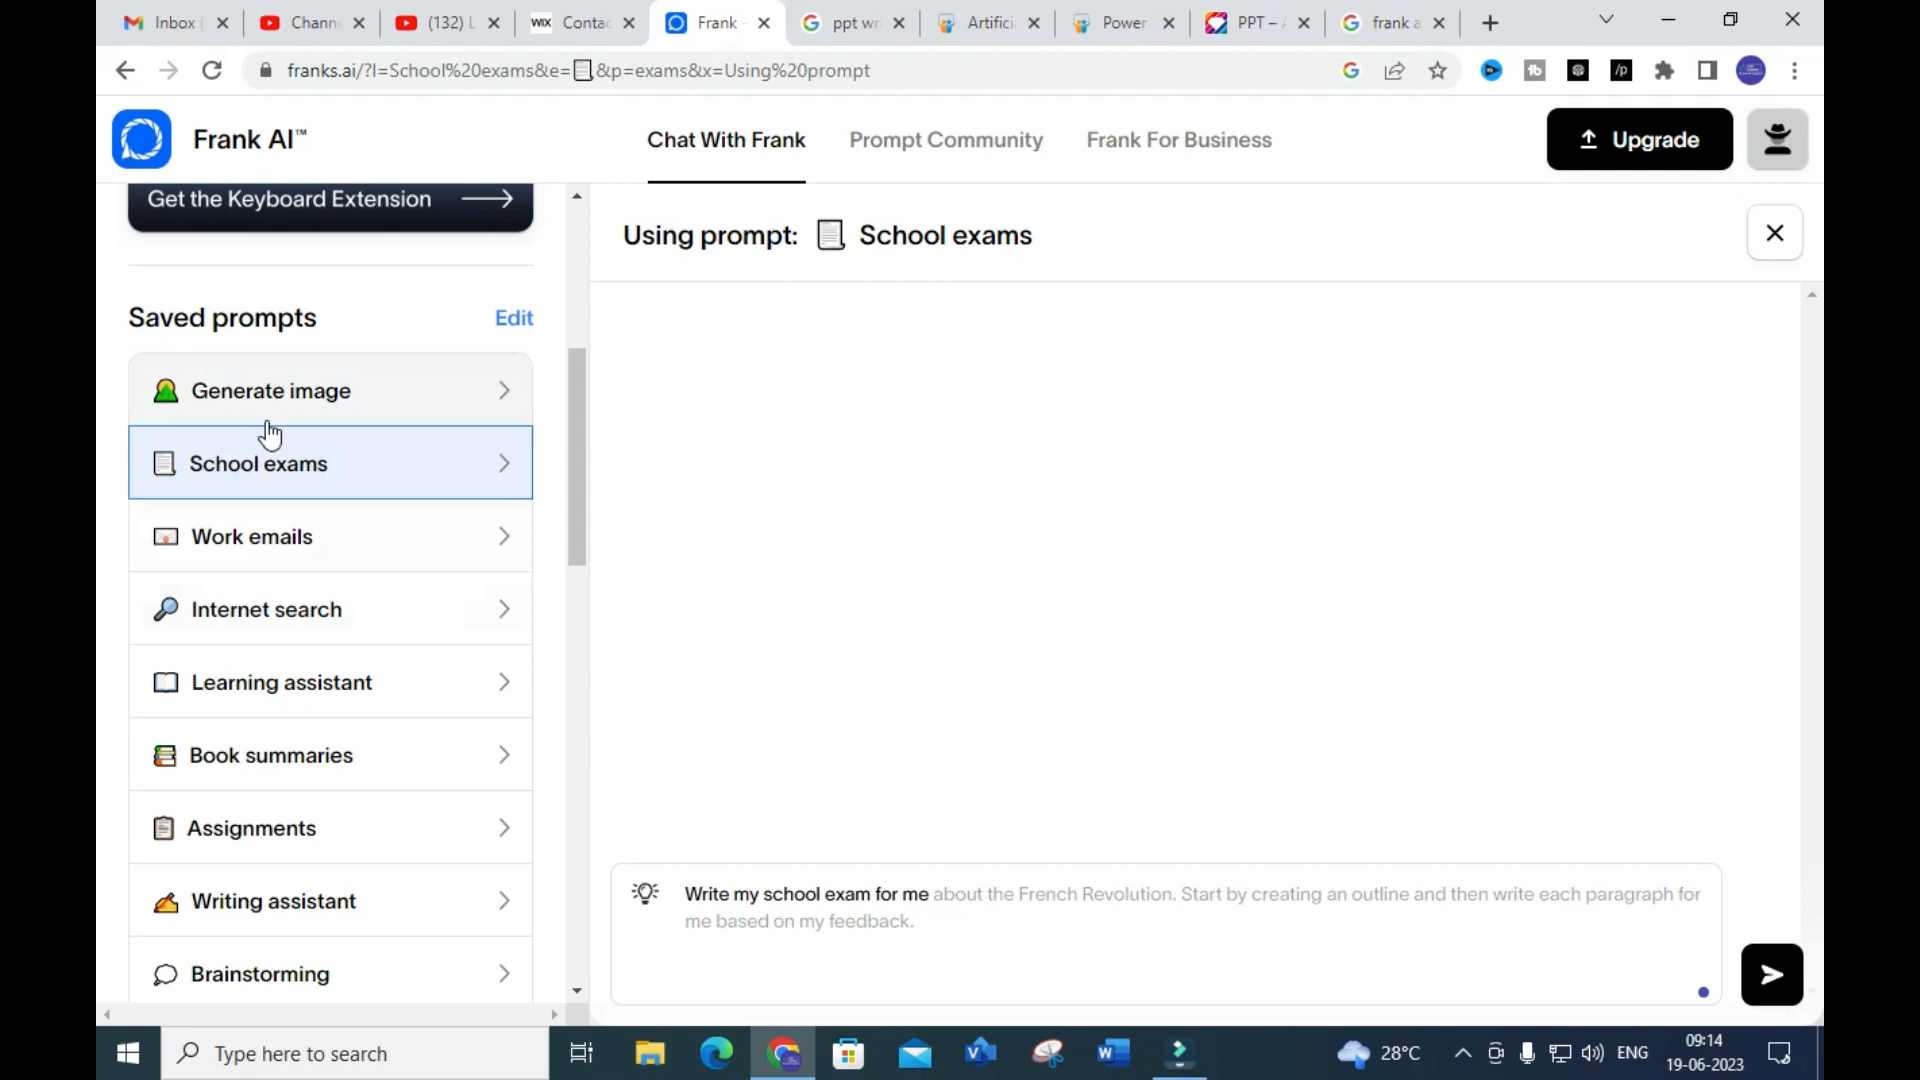 Inbox (
Channe
(132) L
WIX Contac
Frank -
ppt wr
Artifici
Power
PPT – A
frank a
franks.ai/?l=School%20exams&e=📃&p=exams&x=Using%20prompt
Frank AI™
Chat With Frank
Prompt Community
Frank For Business
Upgrade
Get the Keyboard Extension
Using prompt: School exams
Saved prompts
Edit
Generate image
School exams
Work emails
Internet search
Learning assistant
Book summaries
Assignments
Writing assistant
Brainstorming
Write my school exam for me about the French Revolution. Start by creating an outline and then write each paragraph for
me based on my feedback.
Type here to search
28°C
ENG
09:14
19-06-2023